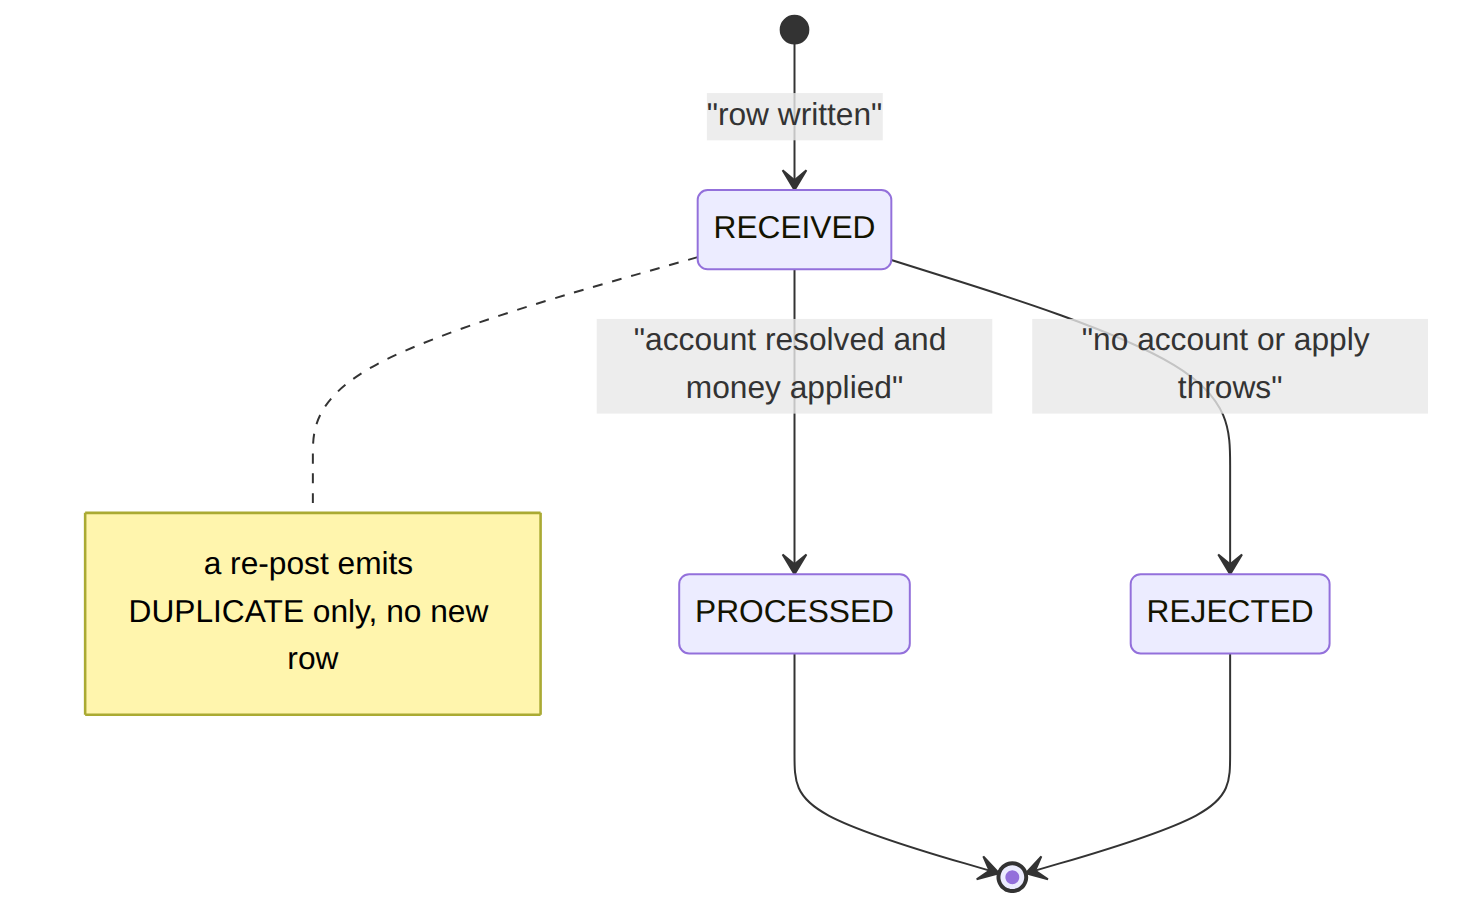 "row written"
RECEIVED
"account resolved and
money applied"
"no account or apply
throws"
a re-post emits
DUPLICATE only, no new
row
PROCESSED
REJECTED